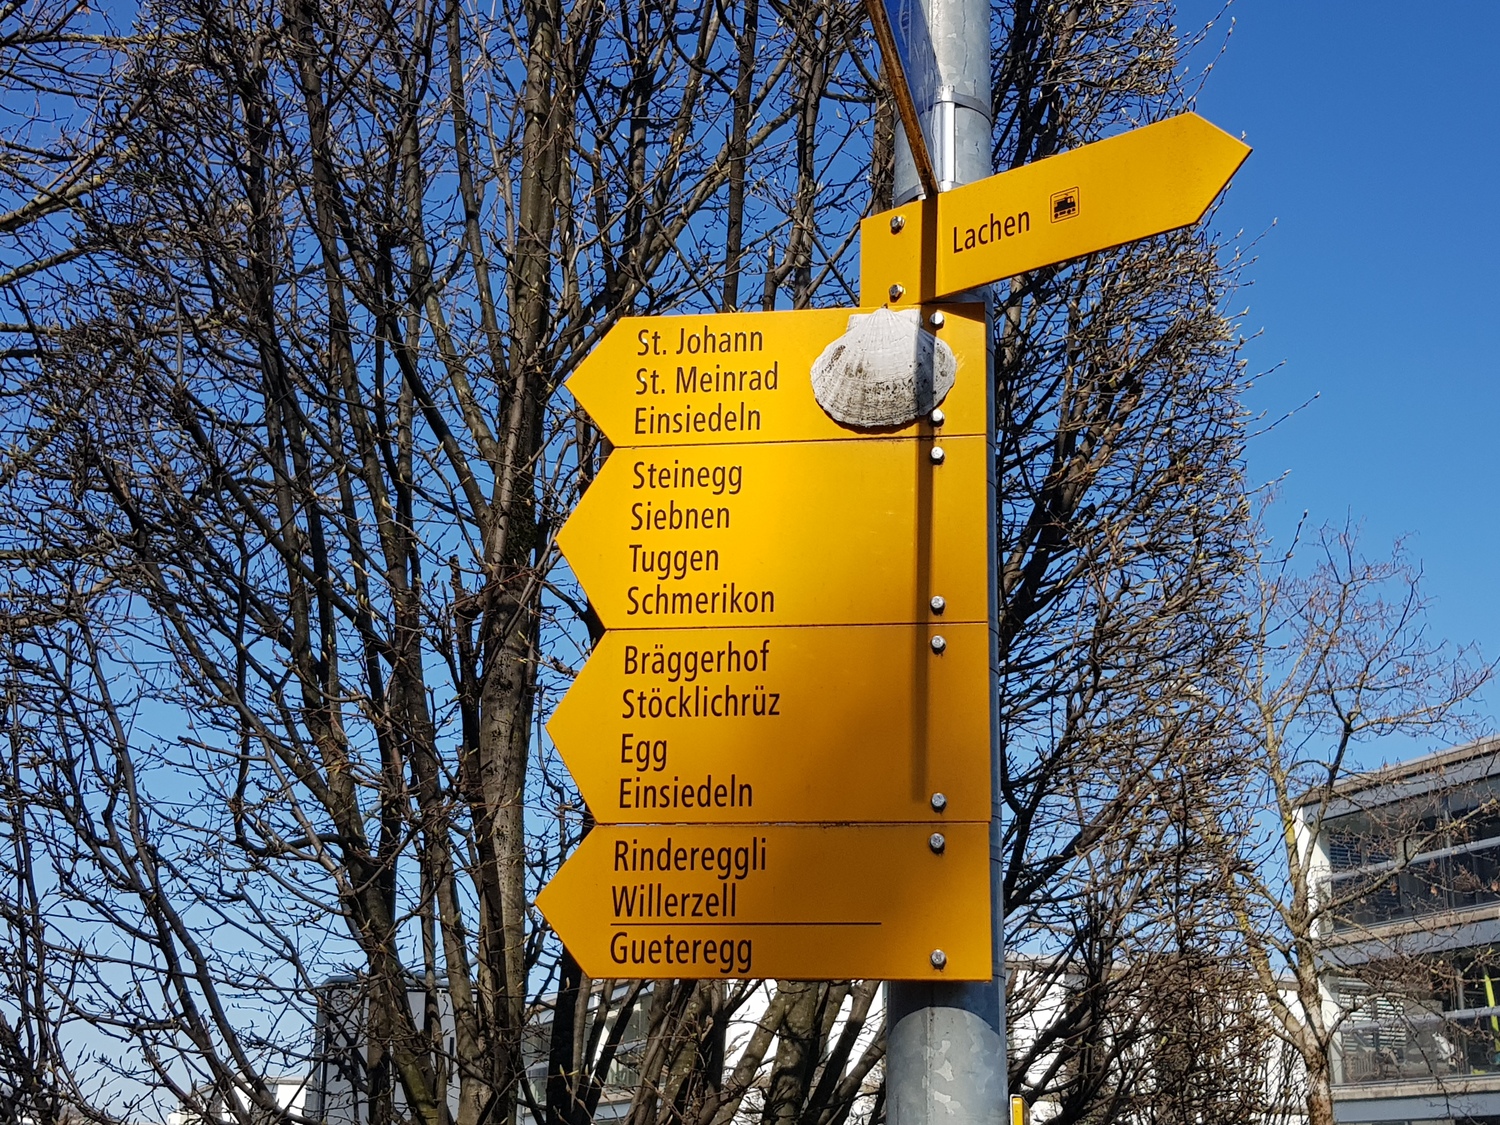 Lachen
St. Johann
St. Meinrad
Einsiedeln
Steinegg
Siebnen
Tuggen
Schmerikon
Bräggerhof
Stöcklichrüz
Egg
Einsiedeln
Rindereggli
Willerzell
Gueteregg